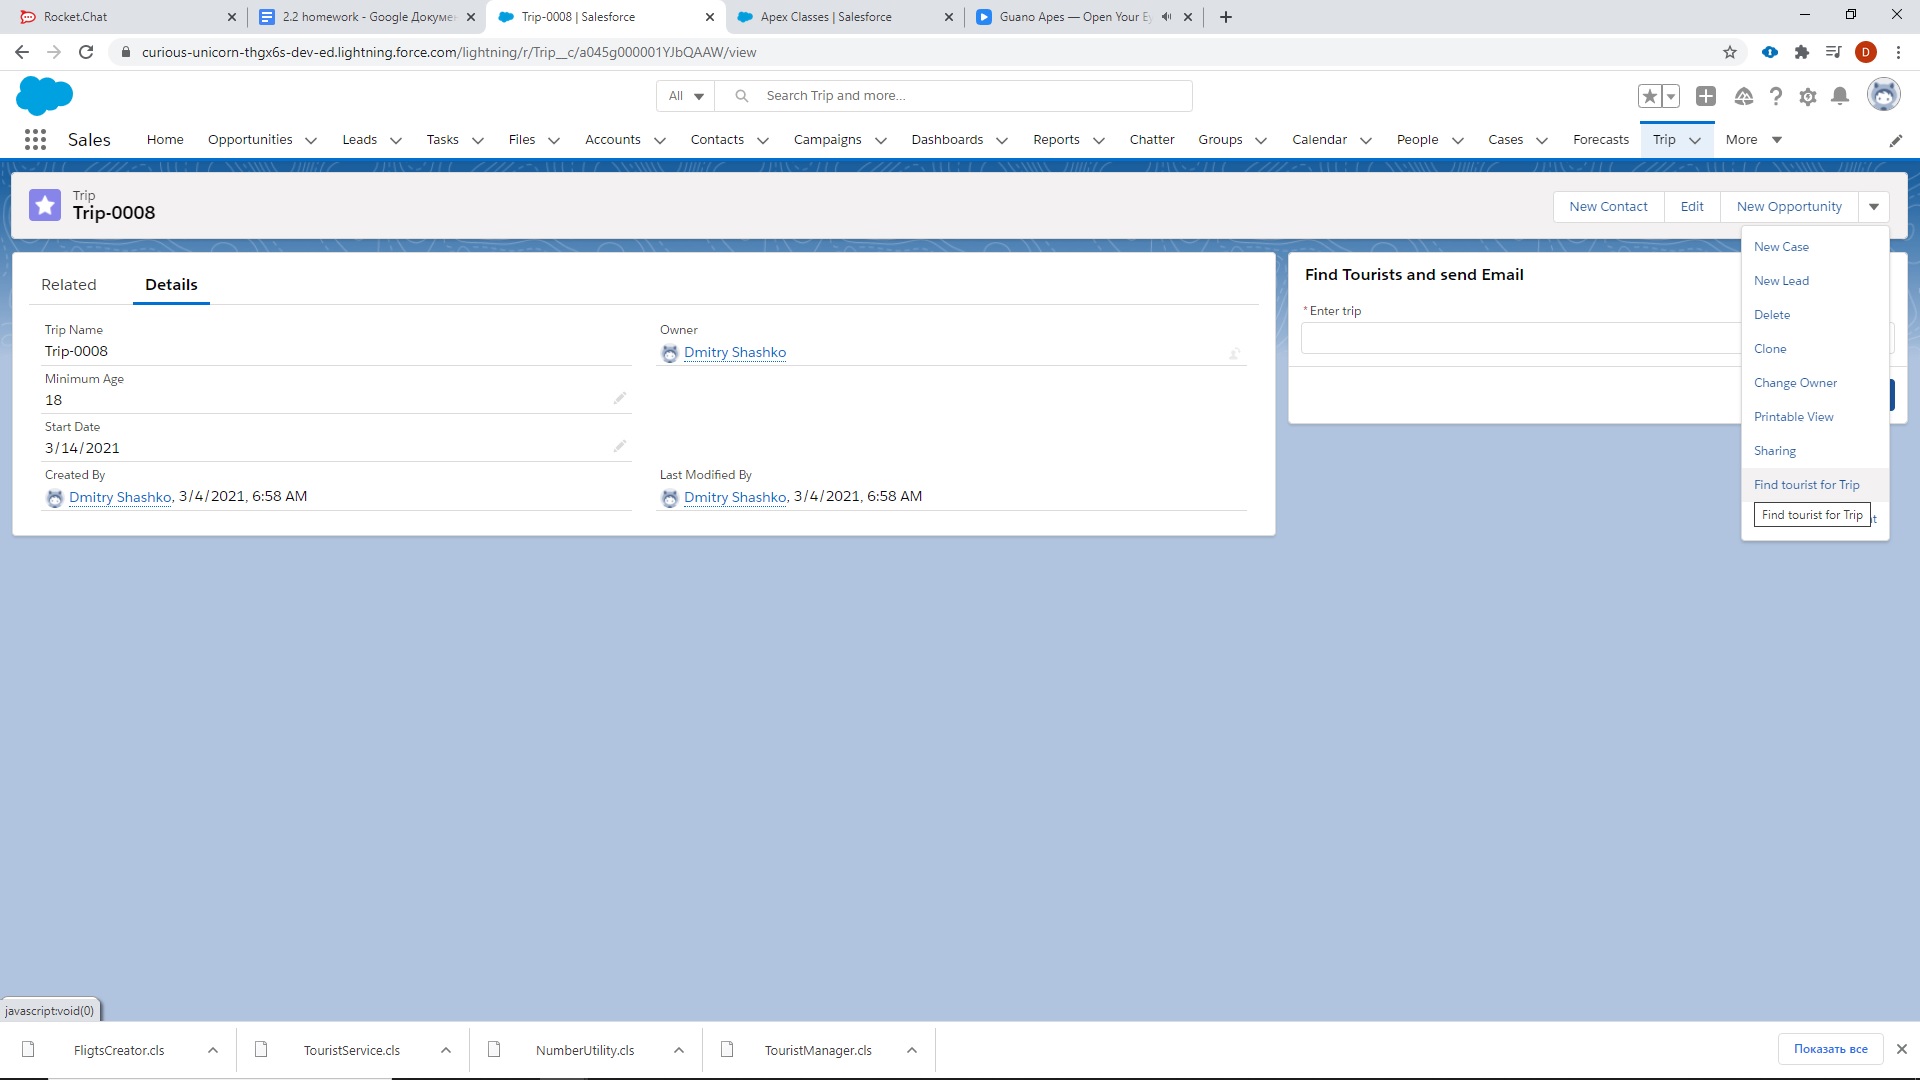 Rocket.Chat
2.2 homework - Google Докуме
Trip-0008 | Salesforce
Apex Classes | Salesforce
Guano Apes — Open Your Ey
curious-unicorn-thgx6s-dev-ed.lightning.force.com/lightning/r/Trip__c/a045g000001YJbQAAW/view
D
All
Search Trip and more...
Sales
Home
Opportunities
Leads
Tasks
Files
Accounts
Contacts
Campaigns
Dashboards
Reports
Chatter
Groups
Calendar
People
Cases
Forecasts
Trip
More
Trip
Trip-0008
New Contact
Edit
New Opportunity
New Case
New Lead
Delete
Clone
Change Owner
Printable View
Sharing
Find tourist for Trip
Find tourist for Trip
Related
Details
Trip Name
Trip-0008
Owner
Dmitry Shashko
Minimum Age
18
Start Date
3/14/2021
Created By
Dmitry Shashko, 3/4/2021, 6:58 AM
Last Modified By
Dmitry Shashko, 3/4/2021, 6:58 AM
Find Tourists and send Email
* Enter trip
javascript:void(0)
FligtsCreator.cls
TouristService.cls
NumberUtility.cls
TouristManager.cls
Показать все